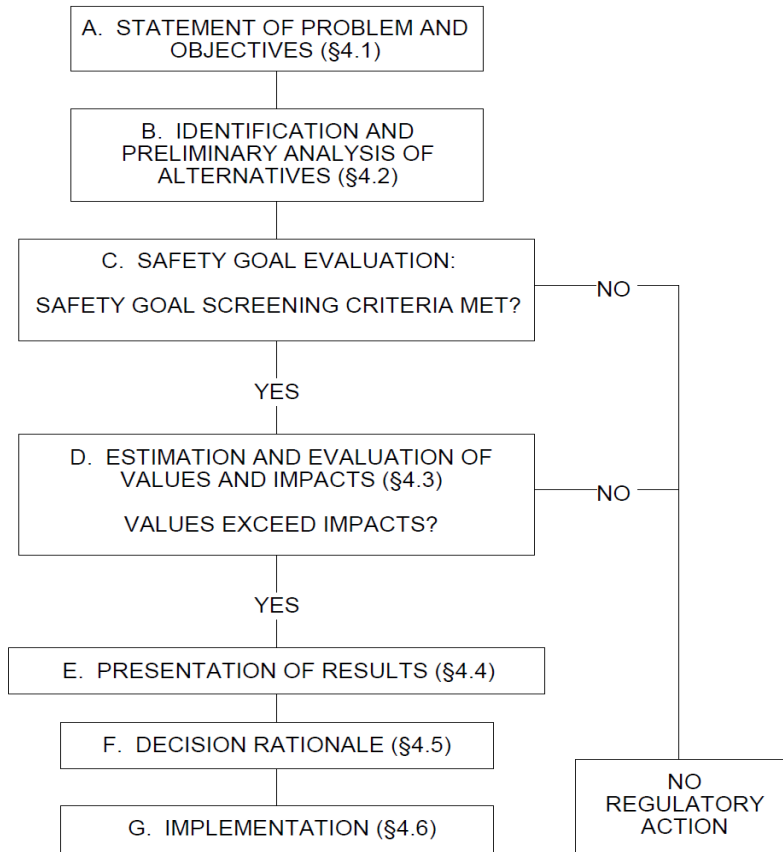 A. STATEMENT OF PROBLEM AND
OBJECTIVES (§4.1)
B. IDENTIFICATION AND
PRELIMINARY ANALYSIS OF
ALTERNATIVES (§4.2)
C. SAFETY GOAL EVALUATION:
SAFETY GOAL SCREENING CRITERIA MET?
NO
YES
D. ESTIMATION AND EVALUATION OF
VALUES AND IMPACTS (§4.3)
VALUES EXCEED IMPACTS?
NO
YES
E. PRESENTATION OF RESULTS (§4.4)
F. DECISION RATIONALE (§4.5)
G. IMPLEMENTATION (§4.6)
NO
REGULATORY
ACTION